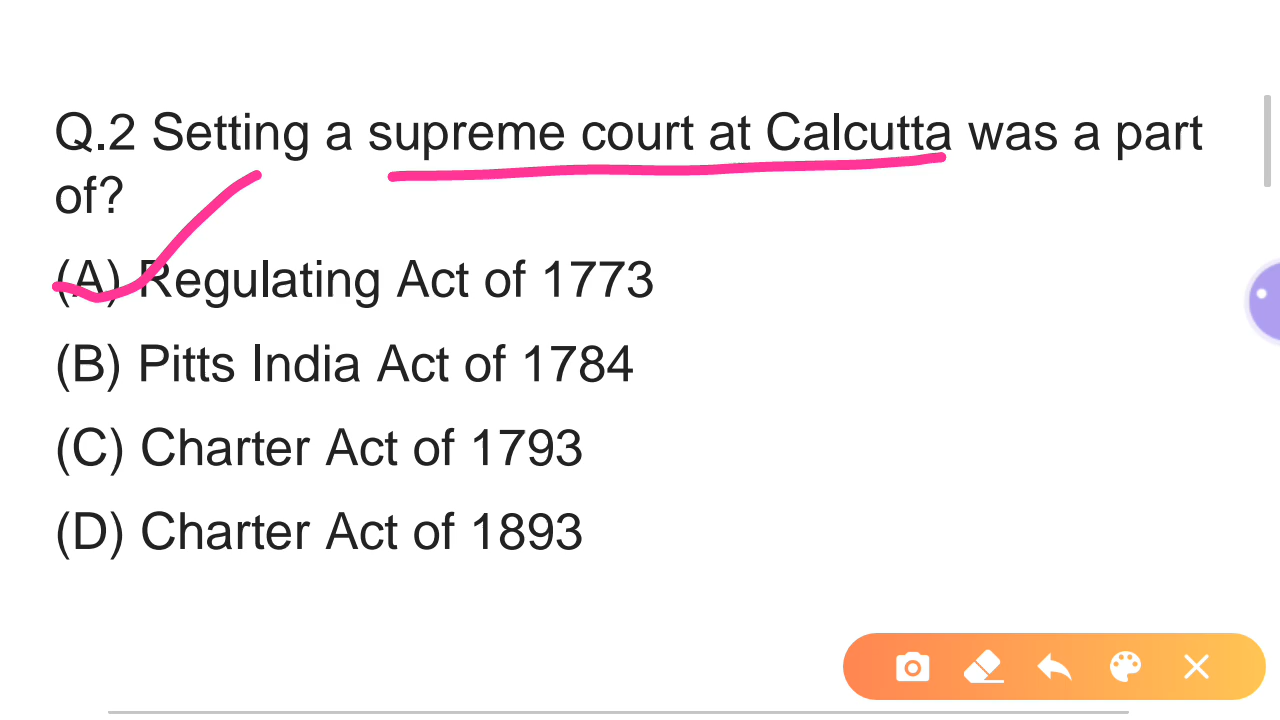 Q.2 Setting a supreme court at Calcutta was a part
of?
(A) Regulating Act of 1773
(B) Pitts India Act of 1784
(C) Charter Act of 1793
(D) Charter Act of 1893